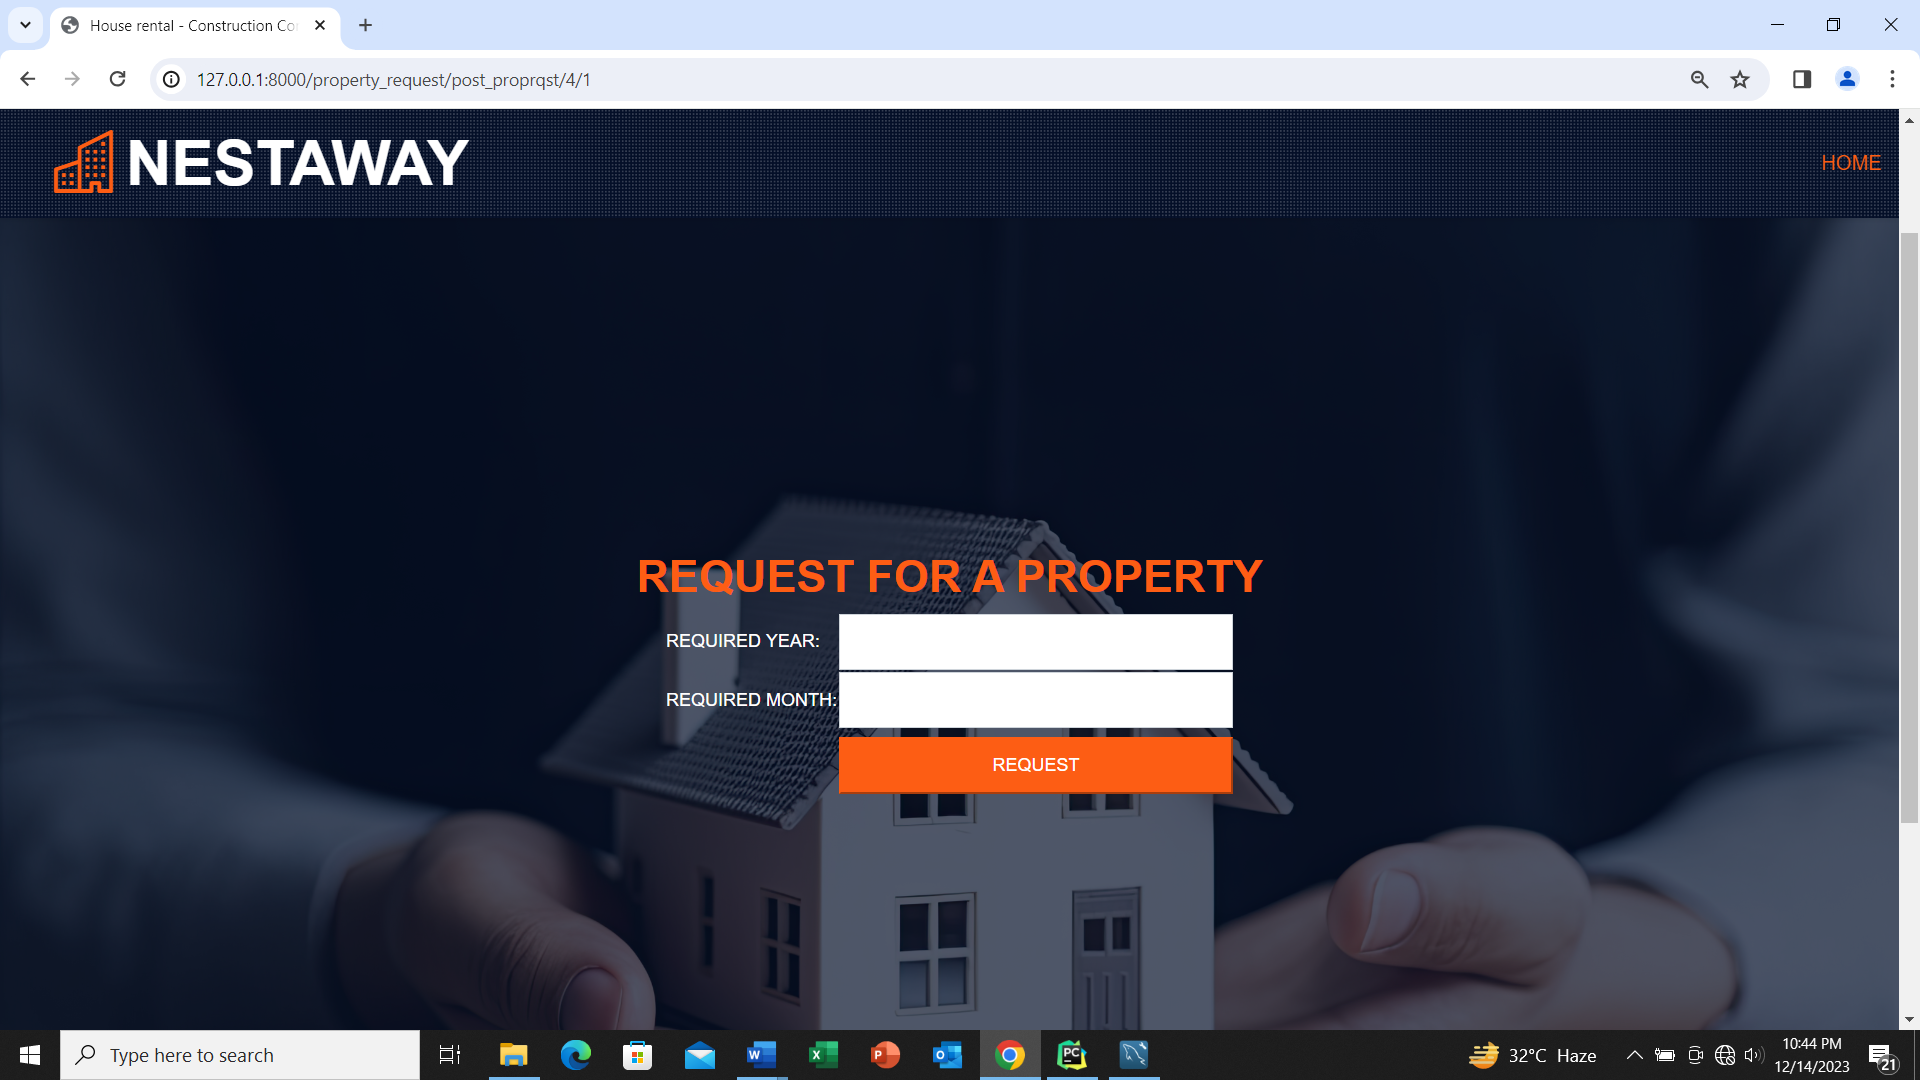 House rental - Construction Co
127.0.0.1:8000/property_request/post_proprqst/4/1
NESTAWAY
HOME
REQUEST FOR A PROPERTY
REQUIRED YEAR:
REQUIRED MONTH:
REQUEST
Type here to search
32°C Haze
10:44 PM
12/14/2023
21